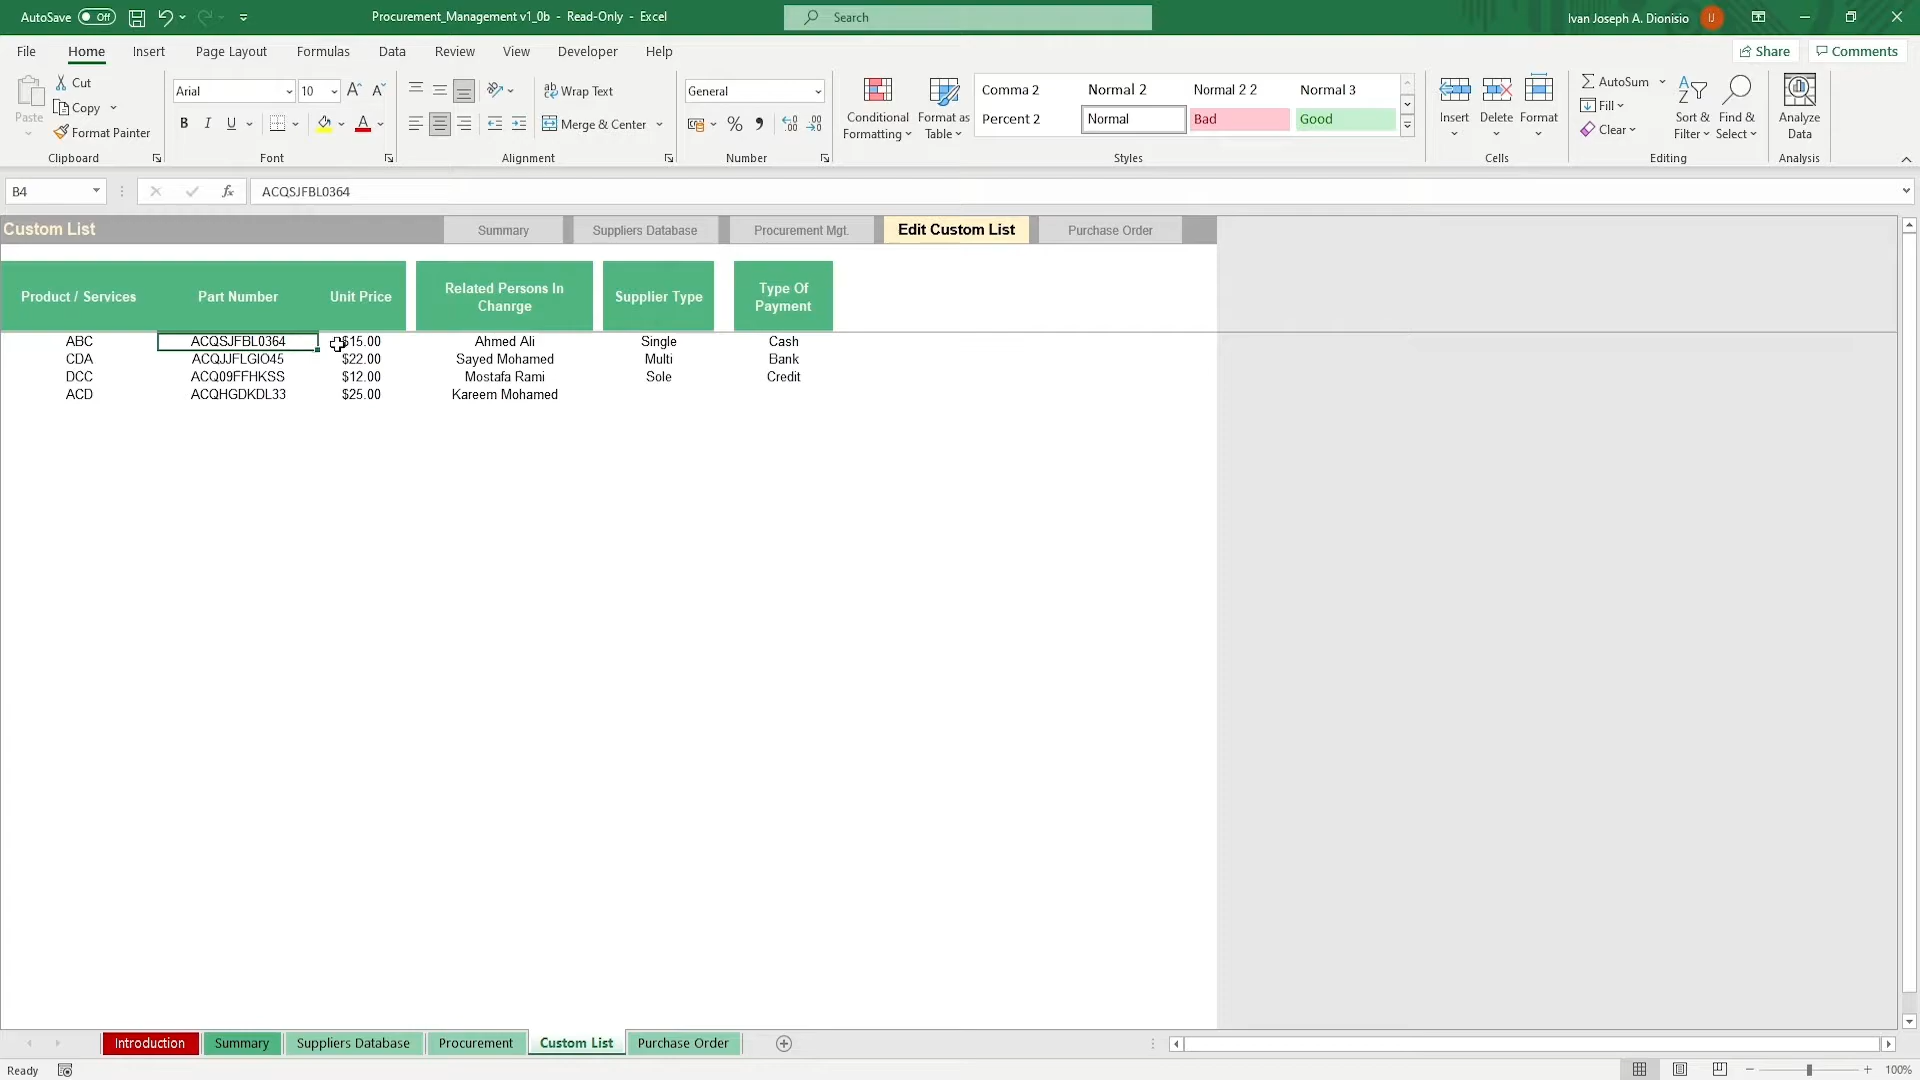 AutoSave Off Procurement_Management v1_0b - Read-Only - Excel Search Ivan Joseph A. Dionisio IJ
File Home Insert Page Layout Formulas Data Review View Developer Help Share Comments
Paste Cut Copy Format Painter Clipboard
Arial 10 B I U Font
Wrap Text Merge & Center Alignment
General % Number
Conditional Formatting Format as Table
Comma 2 Normal 2 Normal 2 2 Normal 3
Percent 2 Normal Bad Good
Styles
Insert Delete Format Cells
AutoSum Fill Clear Sort & Filter Find & Select Editing
Analyze Data Analysis
B4 fx ACQSJFBL0364
Custom List Summary Suppliers Database Procurement Mgt. Edit Custom List Purchase Order
Product / Services Part Number Unit Price Related Persons In Chanrge Supplier Type Type Of Payment
ABC ACQSJFBL0364 $15.00 Ahmed Ali Single Cash
CDA ACQJJFLGIO45 $22.00 Sayed Mohamed Multi Bank
DCC ACQ09FFHKSS $12.00 Mostafa Rami Sole Credit
ACD ACQHGDKDL33 $25.00 Kareem Mohamed
Introduction Summary Suppliers Database Procurement Custom List Purchase Order
Ready 100%